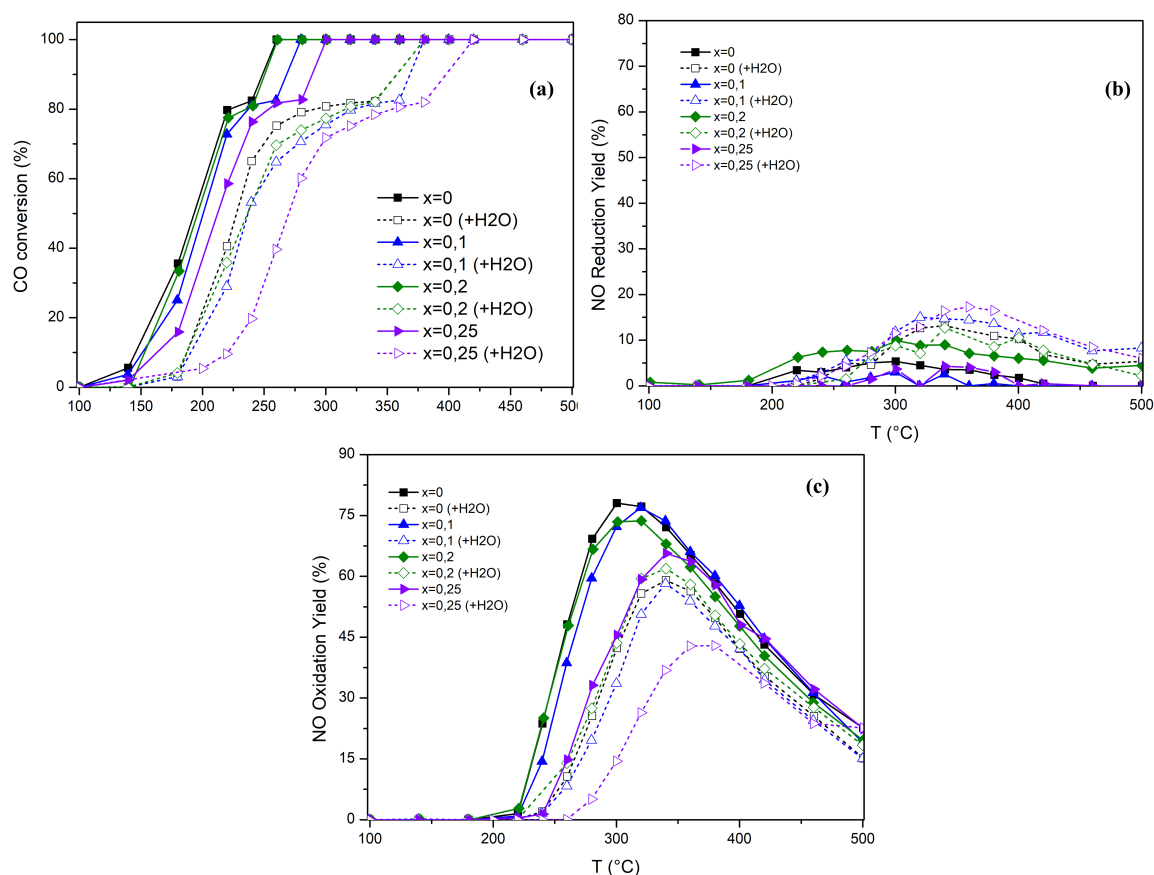 CO conversion (%)
100
80
60
40
20
0
(a)
x=0
x=0 (+H2O)
x=0,1
x=0,1 (+H2O)
x=0,2
x=0,2 (+H2O)
x=0,25
x=0,25 (+H2O)
100 150 200 250 300 350 400 450 500
NO Reduction Yield (%)
80
70
60
50
40
30
20
10
0
(b)
x=0
x=0 (+H2O)
x=0,1
x=0,1 (+H2O)
x=0,2
x=0,2 (+H2O)
x=0,25
x=0,25 (+H2O)
100 200 300 400 500
T (°C)
NO Oxidation Yield (%)
90
75
60
45
30
15
0
(c)
x=0
x=0 (+H2O)
x=0,1
x=0,1 (+H2O)
x=0,2
x=0,2 (+H2O)
x=0,25
x=0,25 (+H2O)
100 200 300 400 500
T (°C)